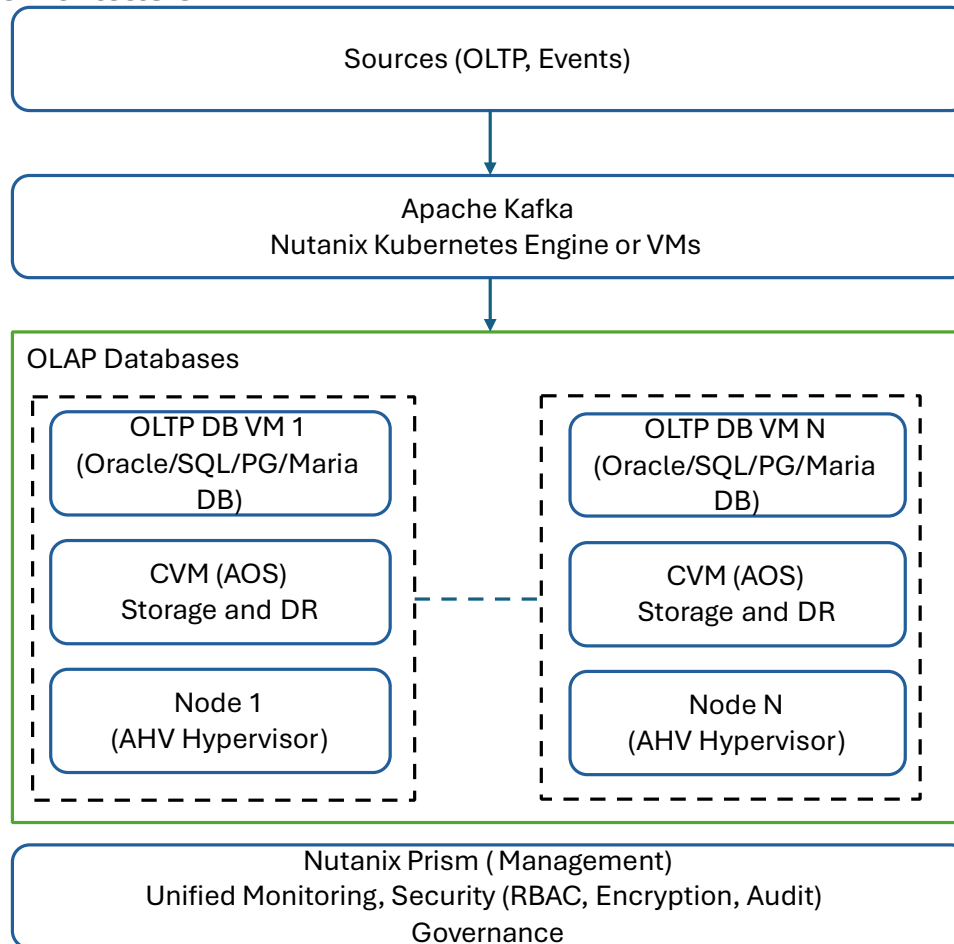 Sources (OLTP, Events)
Apache Kafka
Nutanix Kubernetes Engine or VMs
OLAP Databases
OLTP DB VM 1
(Oracle/SQL/PG/Maria
DB)
CVM (AOS)
Storage and DR
Node 1
(AHV Hypervisor)
OLTP DB VM N
(Oracle/SQL/PG/Maria
DB)
CVM (AOS)
Storage and DR
Node N
(AHV Hypervisor)
Nutanix Prism ( Management)
Unified Monitoring, Security (RBAC, Encryption, Audit)
Governance